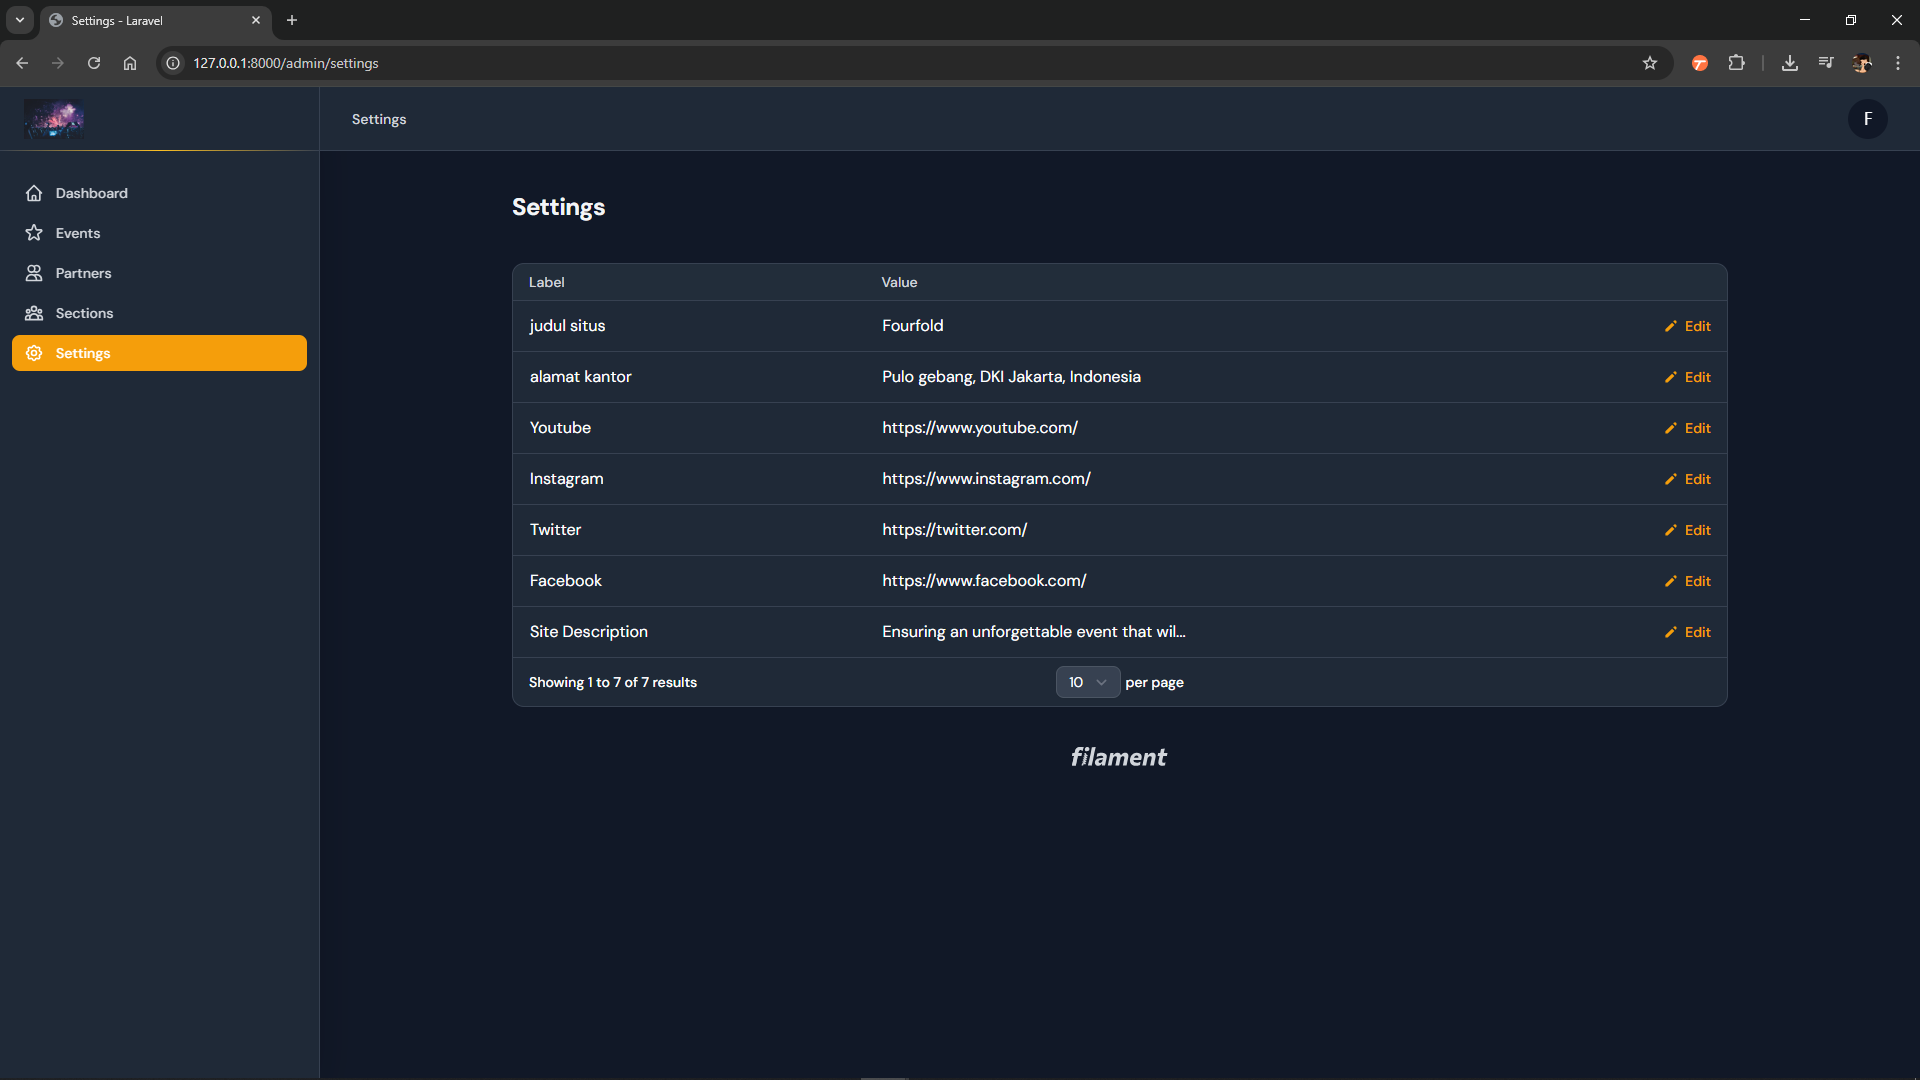 Settings - Laravel
127.0.0.1:8000/admin/settings
Settings
F
Dashboard
Events
Partners
Sections
Settings
Settings
Label Value
judul situs Fourfold Edit
alamat kantor Pulo gebang, DKI Jakarta, Indonesia Edit
Youtube https://www.youtube.com/ Edit
Instagram https://www.instagram.com/ Edit
Twitter https://twitter.com/ Edit
Facebook https://www.facebook.com/ Edit
Site Description Ensuring an unforgettable event that wil... Edit
Showing 1 to 7 of 7 results 10 per page
filament